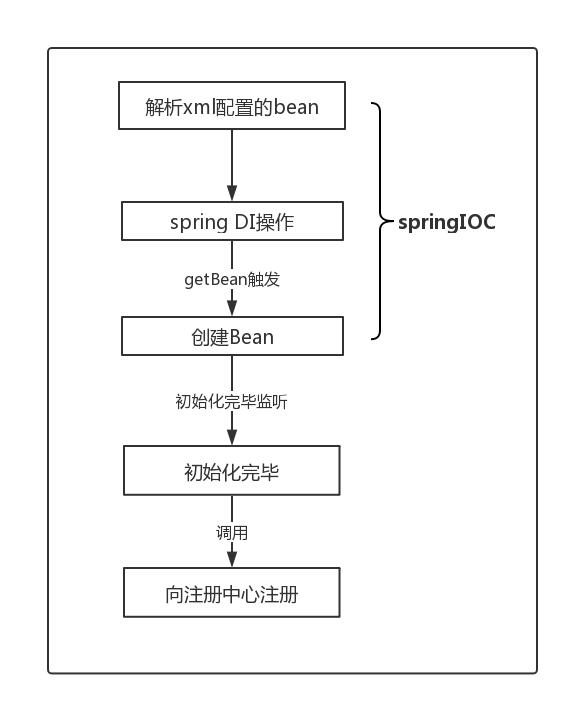 解析xml配置的bean
springIOC
spring DI操作
getBean触发
创建Bean
初始化完毕监听
初始化完毕
调用
向注册中心注册